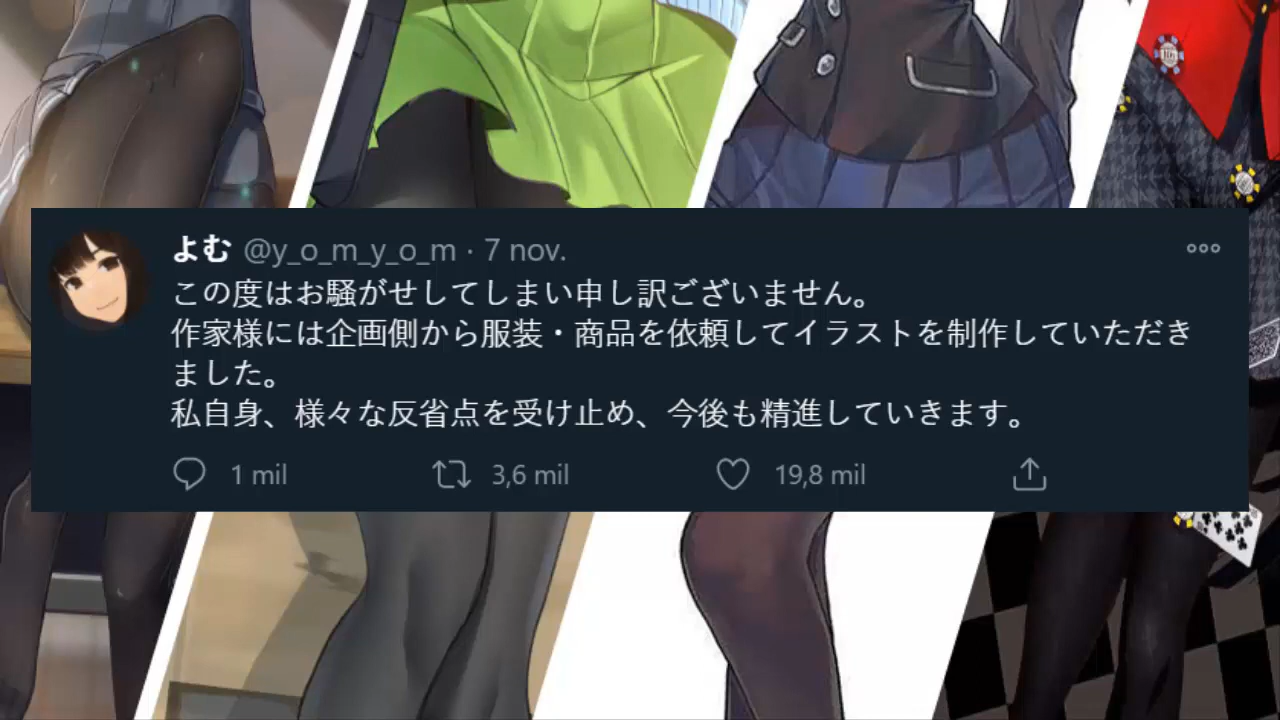 よむ @y_o_m_y_o_m · 7 nov.
この度はお騒がせしてしまい申し訳ございません。
作家様には企画側から服装・商品を依頼してイラストを制作していただき
ました。
私自身、様々な反省点を受け止め、今後も精進していきます。
1 mil 3,6 mil 19,8 mil